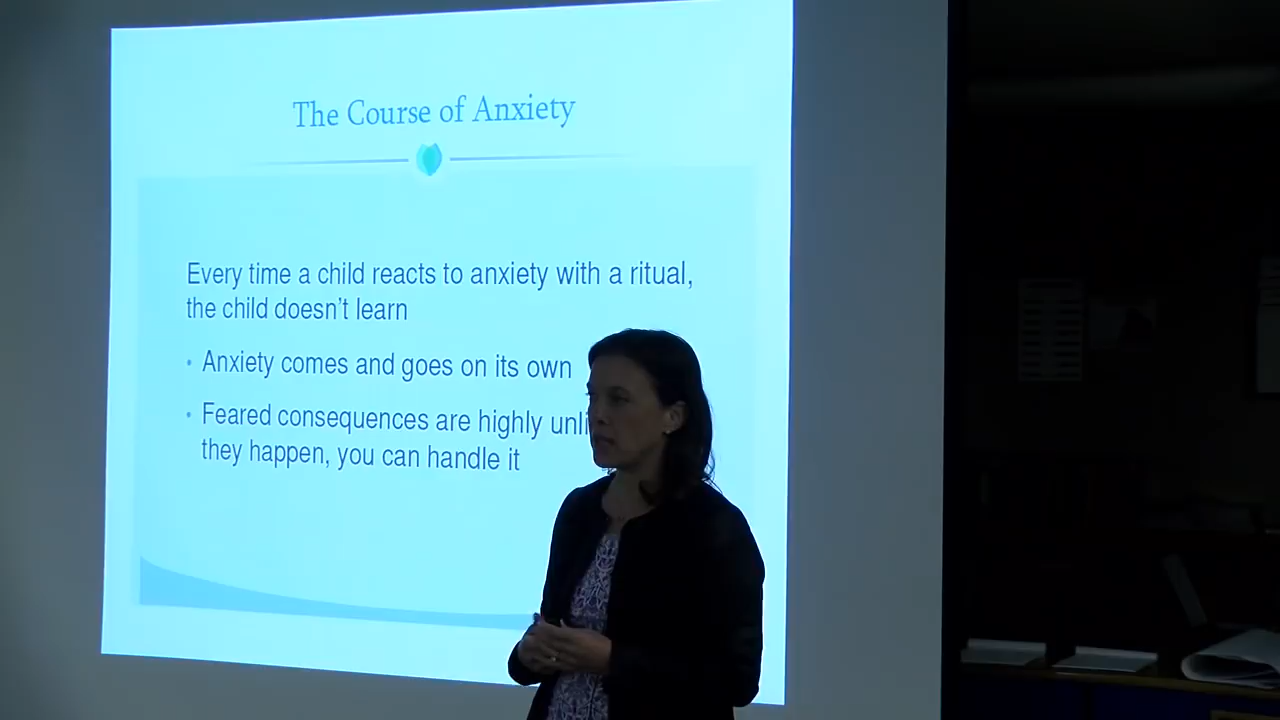 The Course of Anxiety
Every time a child reacts to anxiety with a ritual,
the child doesn't learn
• Anxiety comes and goes on its own
• Feared consequences are highly
they happen, you can handle it